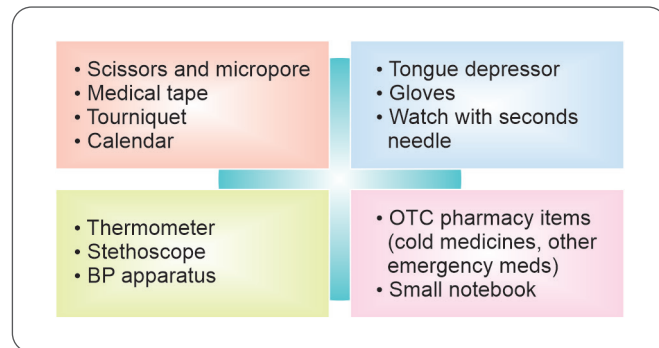 • Scissors and micropore
• Medical tape
• Tourniquet
• Calendar
• Tongue depressor
• Gloves
• Watch with seconds
needle
• Thermometer
• Stethoscope
• BP apparatus
• OTC pharmacy items
(cold medicines, other
emergency meds)
• Small notebook